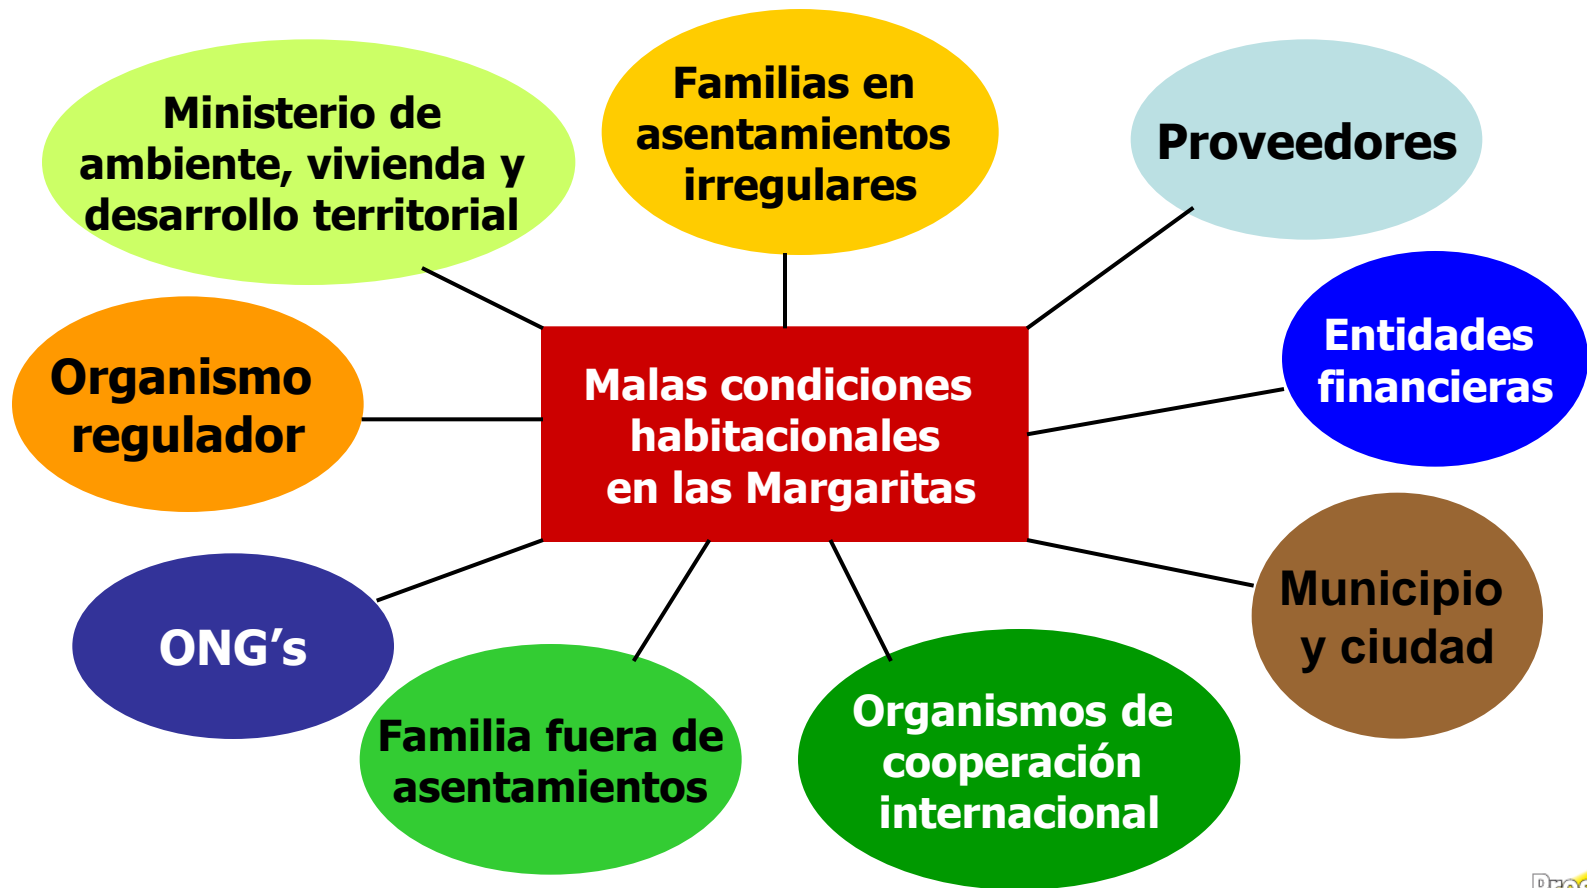 Ministerio de
ambiente, vivienda y
desarrollo territorial
Familias en
asentamientos
irregulares
Proveedores
Organismo
regulador
Malas condiciones
habitacionales
en las Margaritas
Entidades
financieras
ONG’s
Familia fuera de
asentamientos
Organismos de
cooperación
internacional
Municipio
y ciudad